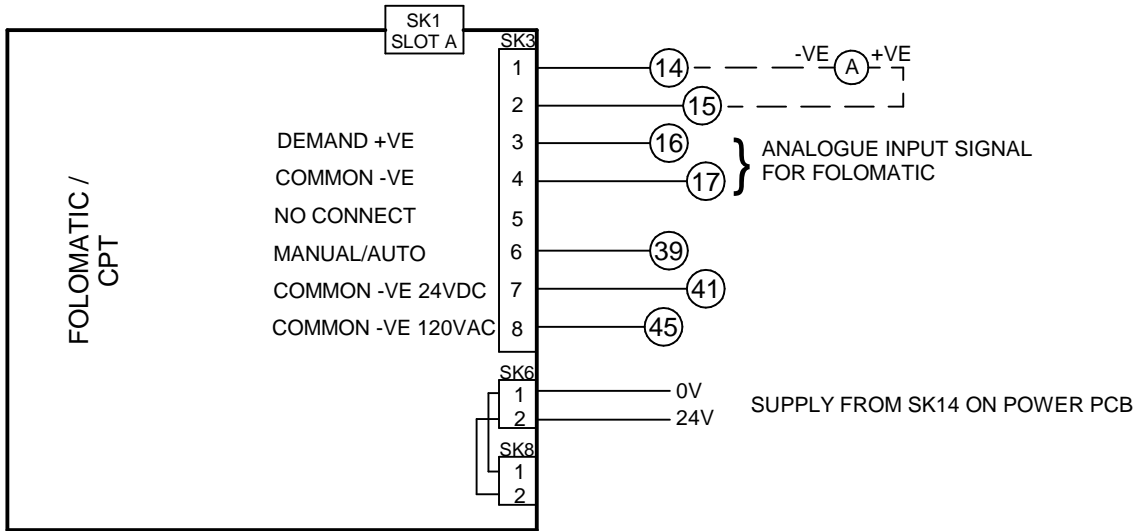 SK1
SLOT A
SK3
1 14 -VE A +VE
2 15
DEMAND +VE 3 16
COMMON -VE 4 17
} ANALOGUE INPUT SIGNAL
FOR FOLOMATIC
NO CONNECT 5
MANUAL/AUTO 6 39
COMMON -VE 24VDC 7 41
COMMON -VE 120VAC 8 45
FOLOMATIC /
CPT
SK6
1 0V
2 24V
SUPPLY FROM SK14 ON POWER PCB
SK8
1
2